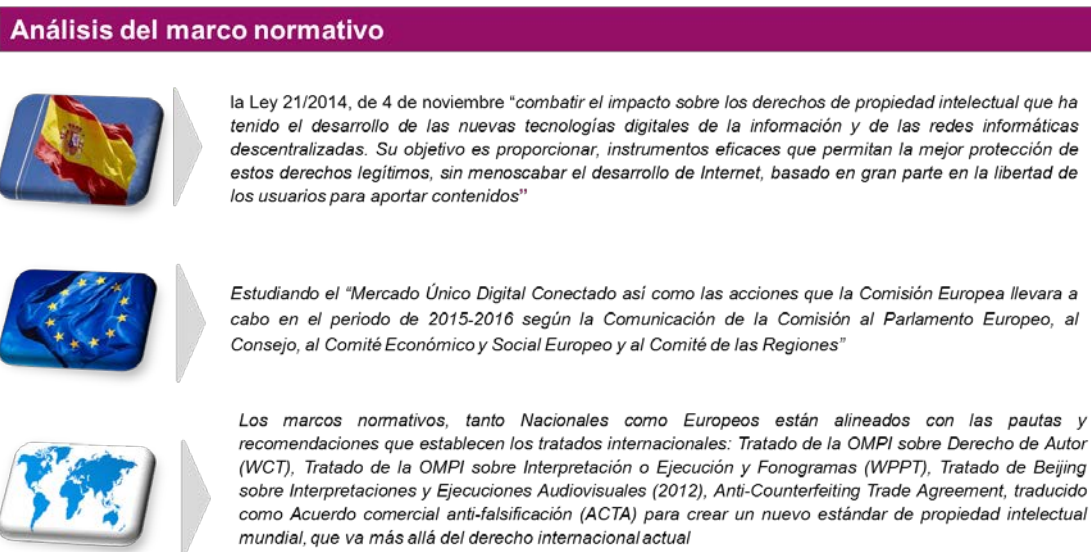 Análisis del marco normativo
la Ley 21/2014, de 4 de noviembre “combatir el impacto sobre los derechos de propiedad intelectual que ha
tenido el desarrollo de las nuevas tecnologías digitales de la información y de las redes informáticas
descentralizadas. Su objetivo es proporcionar, instrumentos eficaces que permitan la mejor protección de
estos derechos legítimos, sin menoscabar el desarrollo de Internet, basado en gran parte en la libertad de
los usuarios para aportar contenidos”
Estudiando el “Mercado Único Digital Conectado así como las acciones que la Comisión Europea llevara a
cabo en el periodo de 2015-2016 según la Comunicación de la Comisión al Parlamento Europeo, al
Consejo, al Comité Económico y Social Europeo y al Comité de las Regiones”
Los marcos normativos, tanto Nacionales como Europeos están alineados con las pautas y
recomendaciones que establecen los tratados internacionales: Tratado de la OMPI sobre Derecho de Autor
(WCT), Tratado de la OMPI sobre Interpretación o Ejecución y Fonogramas (WPPT), Tratado de Beijing
sobre Interpretaciones y Ejecuciones Audiovisuales (2012), Anti-Counterfeiting Trade Agreement, traducido
como Acuerdo comercial anti-falsificación (ACTA) para crear un nuevo estándar de propiedad intelectual
mundial, que va más allá del derecho internacional actual